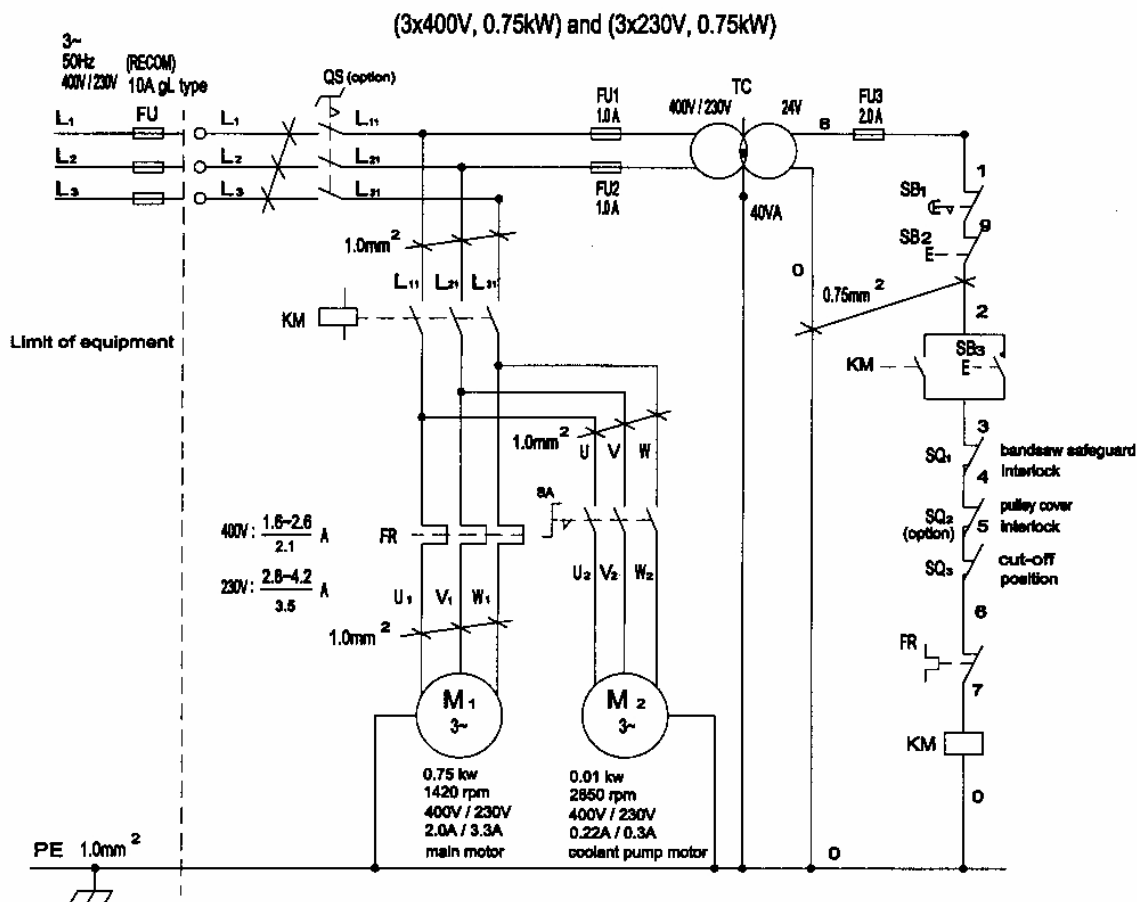 (3x400V, 0.75kW) and (3x230V, 0.75kW)
3~
50Hz
400V / 230V
(RECOM)
10A gL type
FU
QS (option)
L1
L1
L11
L2
L2
L21
L3
L3
L31
FU1
1.0A
FU2
1.0A
400V / 230V
TC
24V
40VA
8
FU3
2.0A
1
SB1
9
SB2
0
0.75mm²
2
1.0mm²
L11
L21
L31
KM
Limit of equipment
KM
SB3
3
SQ1
bandsaw safeguard
interlock
4
SQ2
(option)
5
pulley cover
interlock
SQ3
cut-off
position
6
1.0mm²
U
V
W
SA
400V : 1.6~2.6
2.1
A
230V : 2.8~4.2
3.5
A
FR
U2
V2
W2
U1
V1
W1
1.0mm²
FR
7
M1
3~
M2
3~
KM
0
0.75 kw
1420 rpm
400V / 230V
2.0A / 3.3A
main motor
0.01 kw
2850 rpm
400V / 230V
0.22A / 0.3A
coolant pump motor
PE 1.0mm²
0